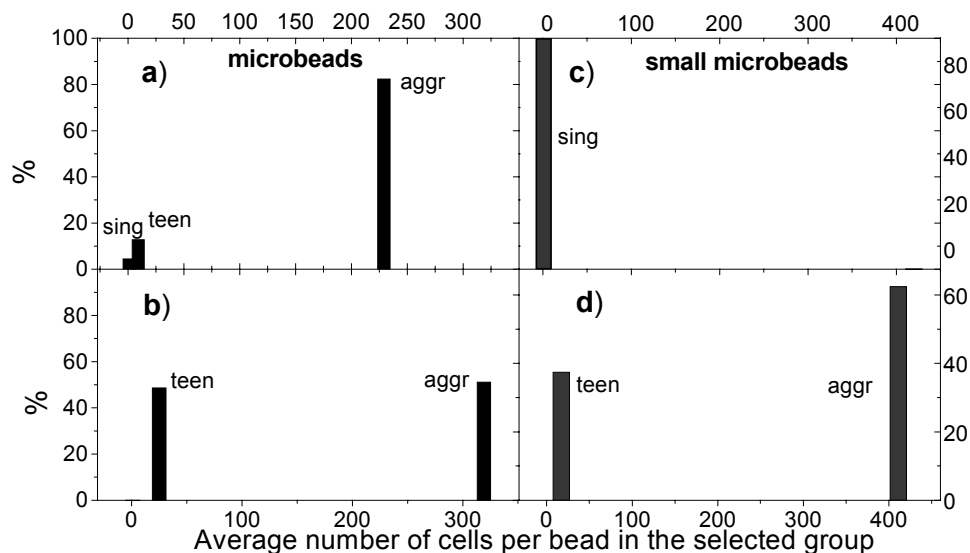 0 50 100 150 200 250 300 0 100 200 300 400
100 80 60 40 20 0
%
a)
microbeads
sing
teen
aggr
c)
small microbeads
sing
80 60 40 20 0
80 60 40 20 0
%
b)
teen
aggr
d)
teen
aggr
60 40 20 0
0 100 200 300 0 100 200 300 400
Average number of cells per bead in the selected group